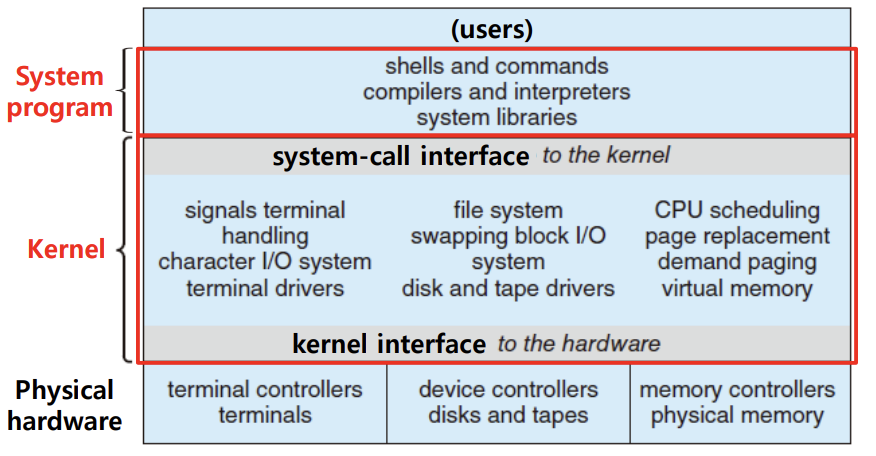 (users)
System
program
shells and commands
compilers and interpreters
system libraries
Kernel
system-call interface to the kernel
signals terminal
handling
character I/O system
terminal drivers
file system
swapping block I/O
system
disk and tape drivers
CPU scheduling
page replacement
demand paging
virtual memory
kernel interface to the hardware
Physical
hardware
terminal controllers
terminals
device controllers
disks and tapes
memory controllers
physical memory